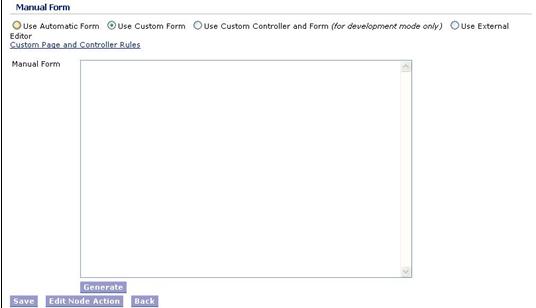 Manual Form
Use Automatic Form Use Custom Form Use Custom Controller and Form (for development mode only) Use External
Editor
Custom Page and Controller Rules
Manual Form
Generate
Save Edit Node Action Back